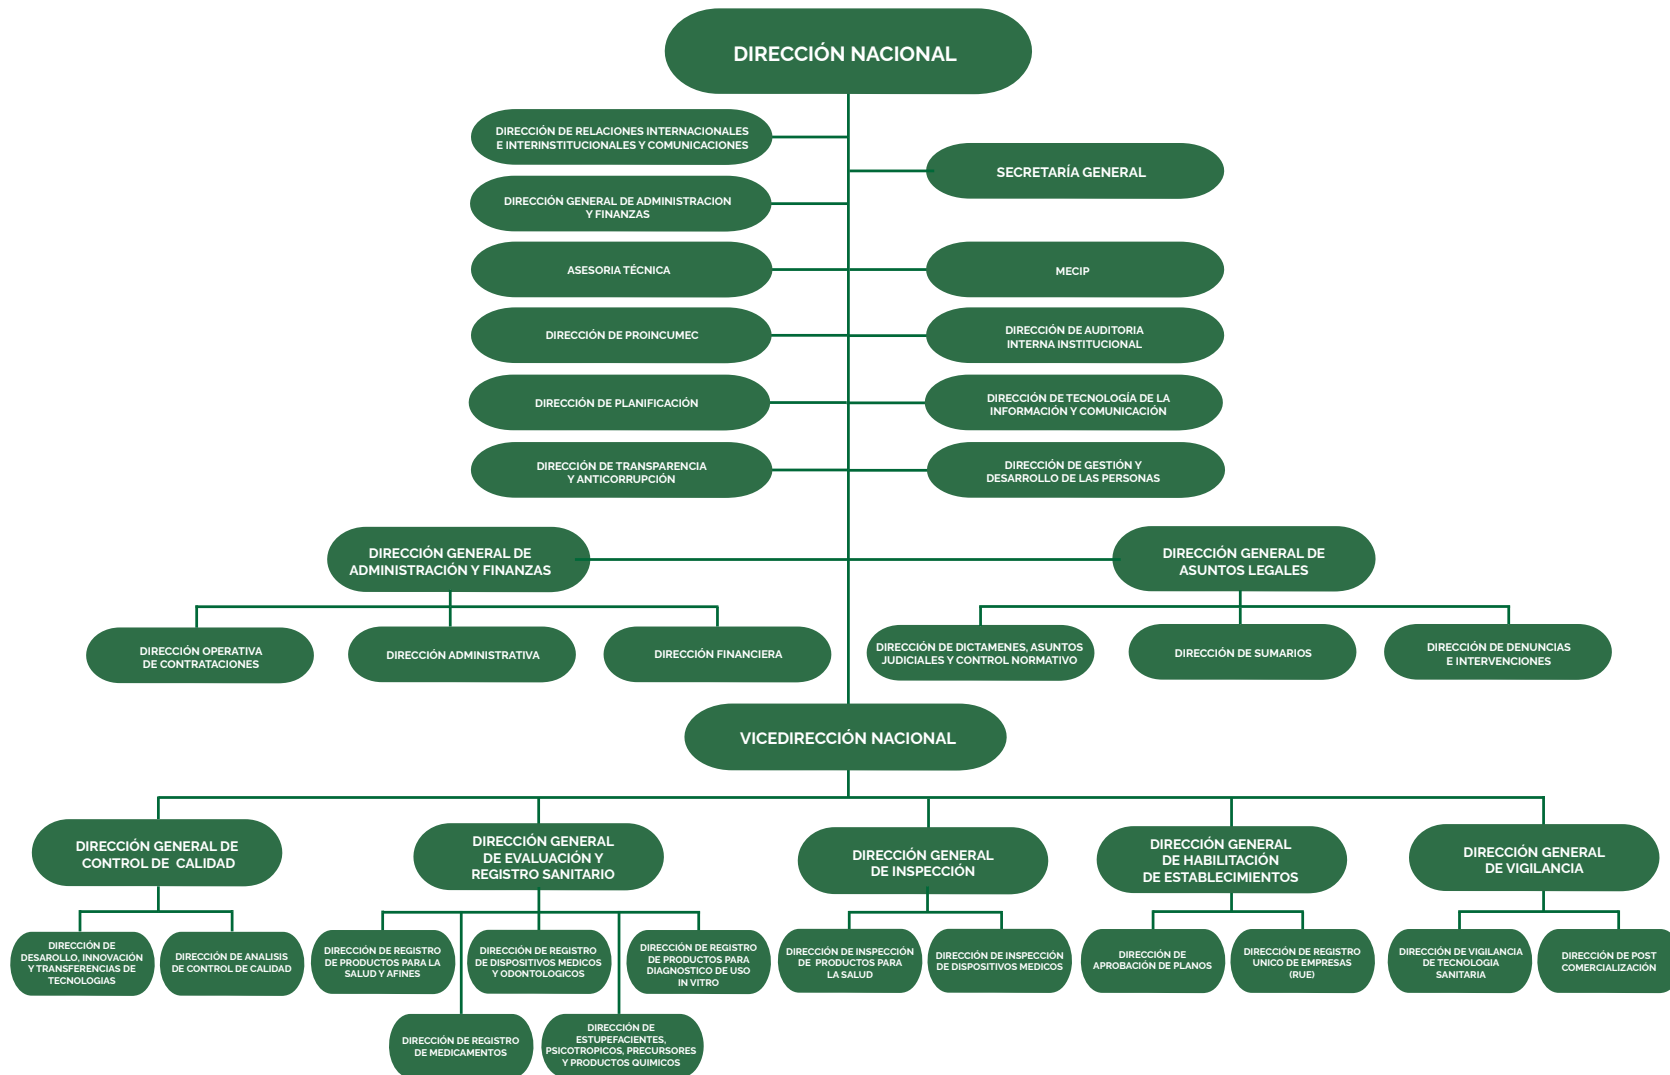 DIRECCIÓN NACIONAL
DIRECCIÓN DE RELACIONES INTERNACIONALES
E INTERINSTITUCIONALES Y COMUNICACIONES
SECRETARÍA GENERAL
DIRECCIÓN GENERAL DE ADMINISTRACION
Y FINANZAS
ASESORIA TÉCNICA
MECIP
DIRECCIÓN DE PROINCUMEC
DIRECCIÓN DE AUDITORIA
INTERNA INSTITUCIONAL
DIRECCIÓN DE PLANIFICACIÓN
DIRECCIÓN DE TECNOLOGÍA DE LA
INFORMACIÓN Y COMUNICACIÓN
DIRECCIÓN DE TRANSPARENCIA
Y ANTICORRUPCIÓN
DIRECCIÓN DE GESTIÓN Y
DESARROLLO DE LAS PERSONAS
DIRECCIÓN GENERAL DE
ADMINISTRACIÓN Y FINANZAS
DIRECCIÓN GENERAL DE
ASUNTOS LEGALES
DIRECCIÓN OPERATIVA
DE CONTRATACIONES
DIRECCIÓN ADMINISTRATIVA
DIRECCIÓN FINANCIERA
DIRECCIÓN DE DICTAMENES, ASUNTOS
JUDICIALES Y CONTROL NORMATIVO
DIRECCIÓN DE SUMARIOS
DIRECCIÓN DE DENUNCIAS
E INTERVENCIONES
VICEDIRECCIÓN NACIONAL
DIRECCIÓN GENERAL DE
CONTROL DE CALIDAD
DIRECCIÓN GENERAL
DE EVALUACIÓN Y
REGISTRO SANITARIO
DIRECCIÓN GENERAL
DE INSPECCIÓN
DIRECCIÓN GENERAL
DE HABILITACIÓN
DE ESTABLECIMIENTOS
DIRECCIÓN GENERAL
DE VIGILANCIA
DIRECCIÓN DE
DESAROLLO, INNOVACIÓN
Y TRANSFERENCIAS DE
TECNOLOGIAS
DIRECCIÓN DE ANALISIS
DE CONTROL DE CALIDAD
DIRECCIÓN DE REGISTRO
DE PRODUCTOS PARA LA
SALUD Y AFINES
DIRECCIÓN DE REGISTRO
DE DISPOSITIVOS MEDICOS
Y ODONTOLOGICOS
DIRECCIÓN DE REGISTRO
DE PRODUCTOS PARA
DIAGNOSTICO DE USO
IN VITRO
DIRECCIÓN DE INSPECCIÓN
DE PRODUCTOS PARA
LA SALUD
DIRECCIÓN DE INSPECCIÓN
DE DISPOSITIVOS MEDICOS
DIRECCIÓN DE
APROBACIÓN DE PLANOS
DIRECCIÓN DE REGISTRO
UNICO DE EMPRESAS
(RUE)
DIRECCIÓN DE VIGILANCIA
DE TECNOLOGIA
SANITARIA
DIRECCIÓN DE POST
COMERCIALIZACIÓN
DIRECCIÓN DE REGISTRO
DE MEDICAMENTOS
DIRECCIÓN DE
ESTUPEFACIENTES,
PSICOTROPICOS, PRECURSORES
Y PRODUCTOS QUIMICOS